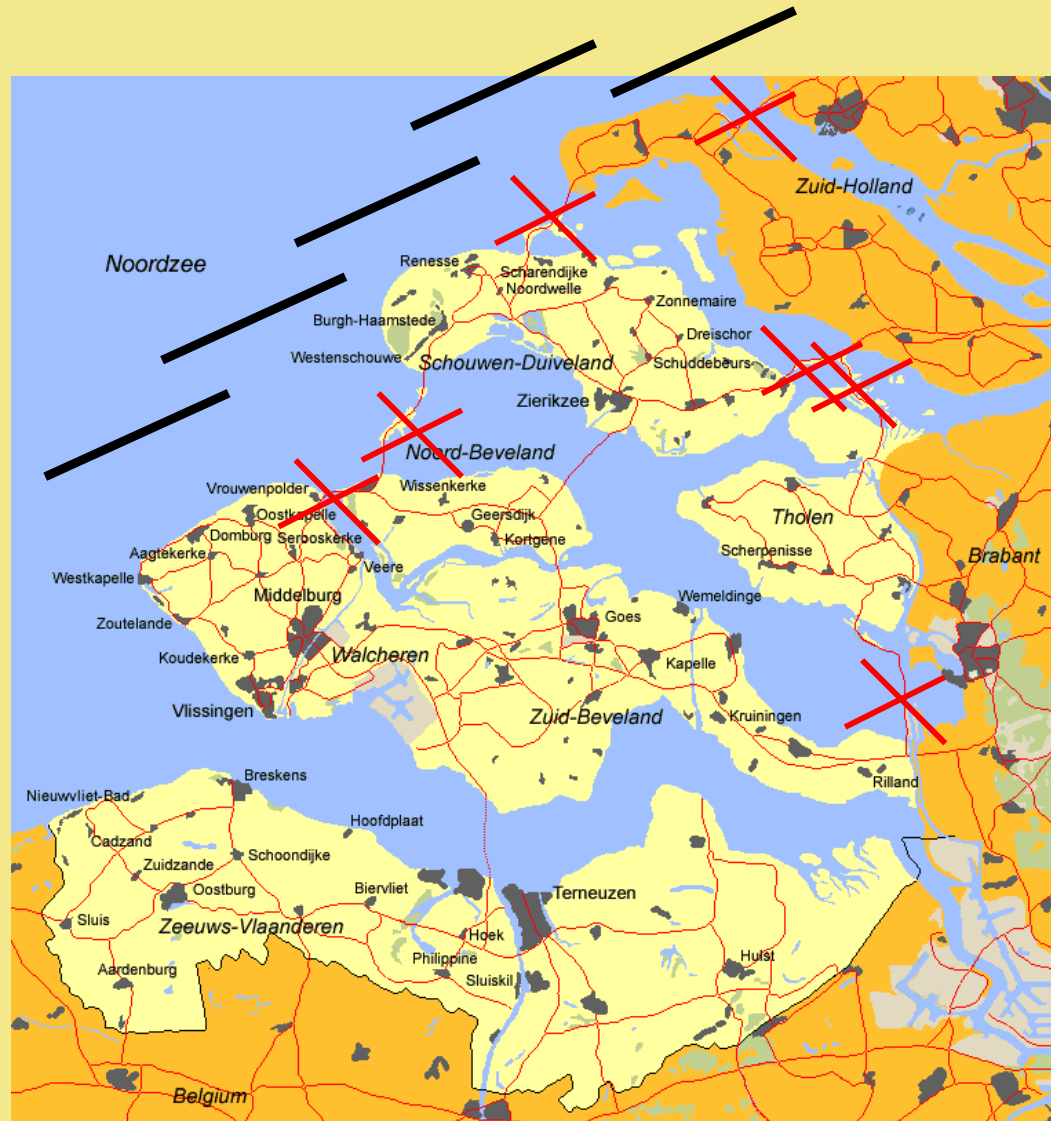 Zuid-Holland
Noordzee
Renesse
Scharendijke
Noordwelle
Zonnemaire
Burgh-Haamstede
Dreischor
Westenschouwe
Schouwen-Duiveland
Schuddebeurs
Zierikzee
Noord-Beveland
Vrouwenpolder
Wissenkerke
Oostkapelle
Geersdijk
Tholen
Domburg
Serooskerke
Kortgene
Aagtekerke
Scherpenisse
Brabant
Veere
Westkapelle
Middelburg
Wemeldinge
Goes
Zoutelande
Koudekerke
Walcheren
Kapelle
Vlissingen
Zuid-Beveland
Kruiningen
Breskens
Rilland
Nieuwvliet-Bad
Hoofdplaat
Cadzand
Schoondijke
Zuidzande
Oostburg
Biervliet
Terneuzen
Sluis
Zeeuws-Vlaanderen
Hoek
Philippine
Hulst
Aardenburg
Sluiskil
Belgium